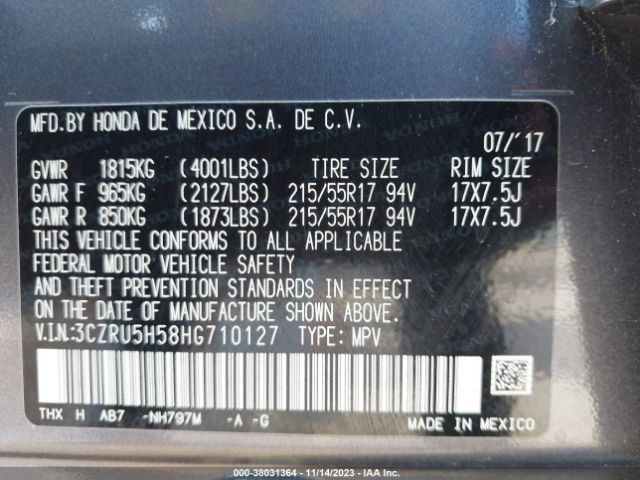 MFD.BY HONDA DE MEXICO S.A. DE C.V.
07/'17
GVWR 1815KG (4001LBS) TIRE SIZE RIM SIZE
GAWR F 965KG (2127LBS) 215/55R17 94V 17X7.5J
GAWR R 850KG (1873LBS) 215/55R17 94V 17X7.5J
THIS VEHICLE CONFORMS TO ALL APPLICABLE
FEDERAL MOTOR VEHICLE SAFETY
AND THEFT PREVENTION STANDARDS IN EFFECT
ON THE DATE OF MANUFACTURE SHOWN ABOVE.
V.I.N:3CZRU5H58HG710127 TYPE: MPV
THX H AB7 -NH797M -A -G
MADE IN MEXICO
000-38031364 | 11/14/2023 | IAA Inc.